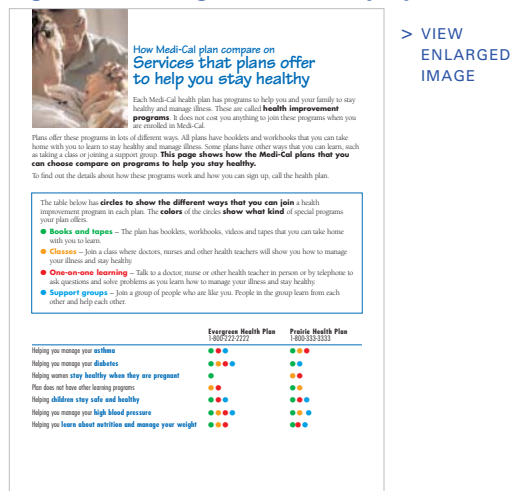 > VIEW
ENLARGED
IMAGE
How Medi-Cal plan compare on
Services that plans offer
to help you stay healthy
Each Medi-Cal health plan has programs to help you and your family to stay
healthy and manage illness. These are called health improvement
programs. It does not cost you anything to join these programs when you
are enrolled in Medi-Cal.
Plans offer these programs in lots of different ways. All plans have booklets and workbooks that you can take
home with you to learn to stay healthy and manage illness. Some plans have other ways that you can learn, such
as taking a class or joining a support group. This page shows how the Medi-Cal plans that you
can choose compare on programs to help you stay healthy.
To find out the details about how these programs work and how you can sign up, call the health plan.
The table below has circles to show the different ways that you can join a health
improvement program in each plan. The colors of the circles show what kind of special programs
your plan offers.
● Books and tapes – The plan has booklets, workbooks, videos and tapes that you can take home
with you to learn.
● Classes – Join a class where doctors, nurses and other health teachers will show you how to manage
your illness and stay healthy.
● One-on-one learning – Talk to a doctor, nurse or other health teacher in person or by telephone to
ask questions and solve problems as you learn how to manage your illness and stay healthy.
● Support groups – Join a group of people who are like you. People in the group learn from each
other and help each other.
Evergreen Health Plan Prairie Health Plan
1-800-222-2222 1-800-333-3333
Helping you manage your asthma
Helping you manage your diabetes
Helping women stay healthy when they are pregnant
Plan does not have other learning programs
Helping children stay safe and healthy
Helping you manage your high blood pressure
Helping you learn about nutrition and manage your weight